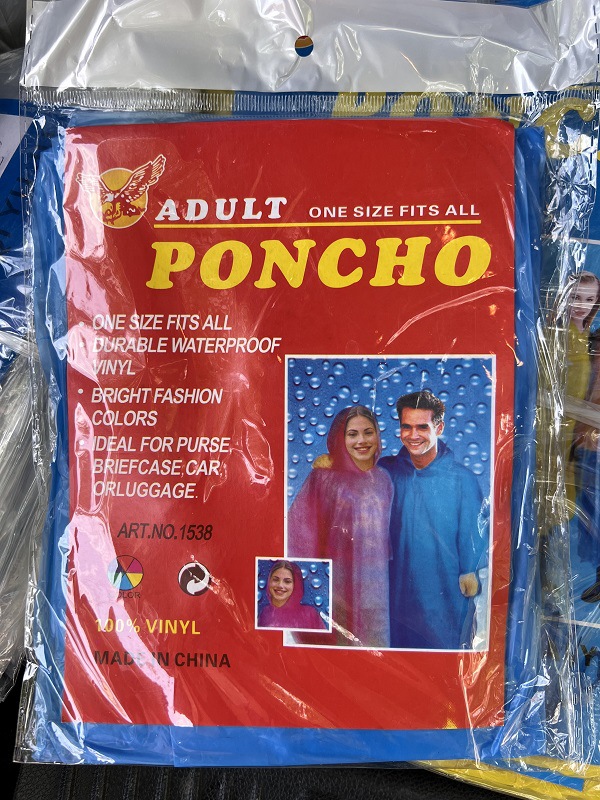 ADULT ONE SIZE FITS ALL
PONCHO
ONE SIZE FITS ALL
• DURABLE WATERPROOF
VINYL
• BRIGHT FASHION
COLORS
• IDEAL FOR PURSE,
BRIEFCASE, CAR,
ORLUGGAGE.
ART.NO.1538
COLOR
100% VINYL
MADE IN CHINA